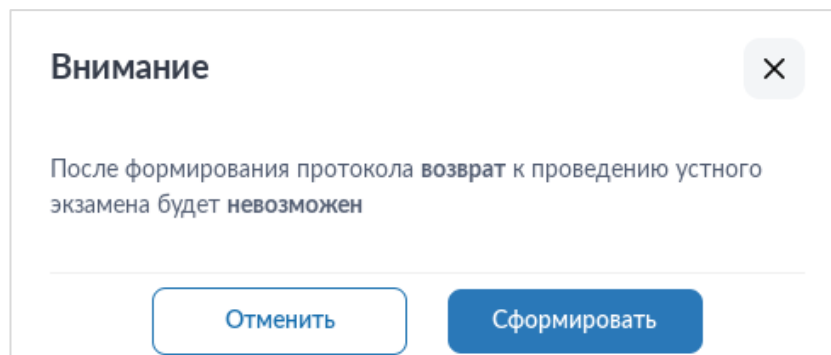 Внимание
После формирования протокола возврат к проведению устного
экзамена будет невозможен
Отменить
Сформировать